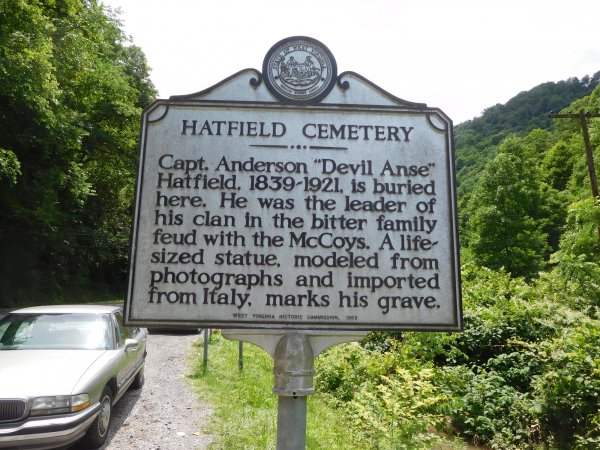 HATFIELD CEMETERY
Capt. Anderson "Devil Anse"
Hatfield, 1839-1921, is buried
here. He was the leader of
his clan in the bitter family
feud with the McCoys. A life-
sized statue, modeled from
photographs and imported
from Italy, marks his grave.
WEST VIRGINIA HISTORIC COMMISSION, 1963